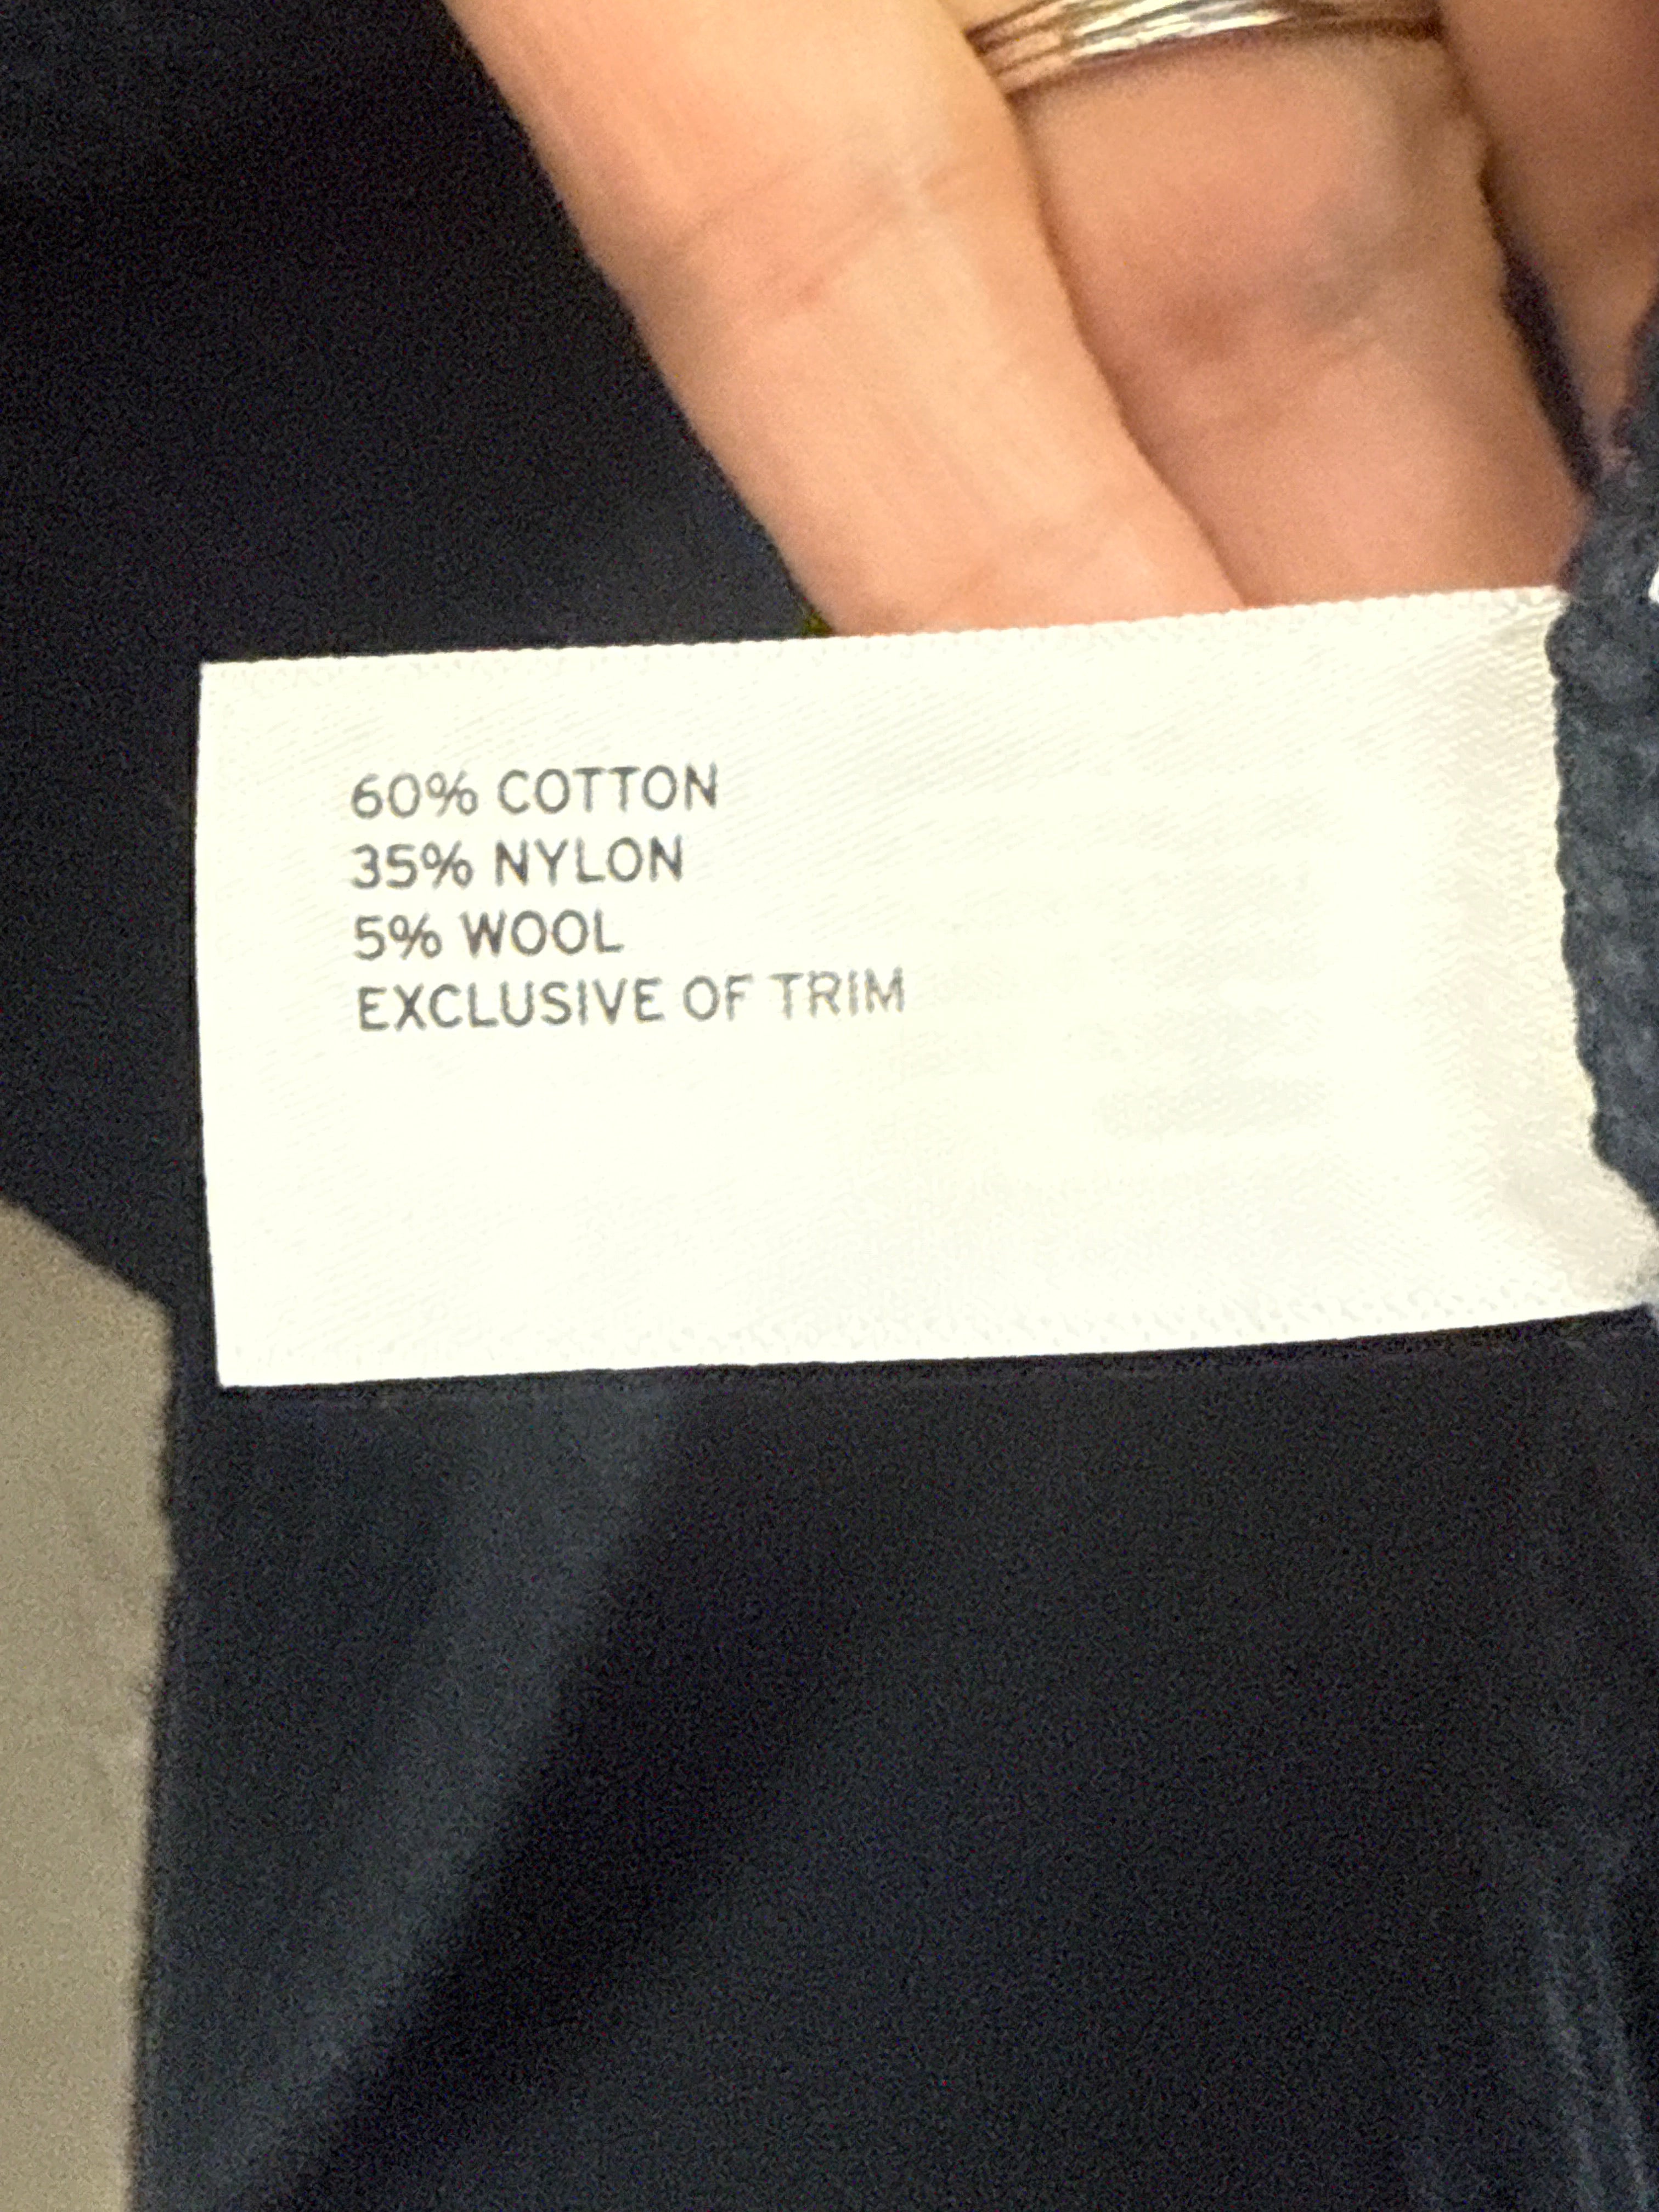 60% COTTON
35% NYLON
5% WOOL
EXCLUSIVE OF TRIM